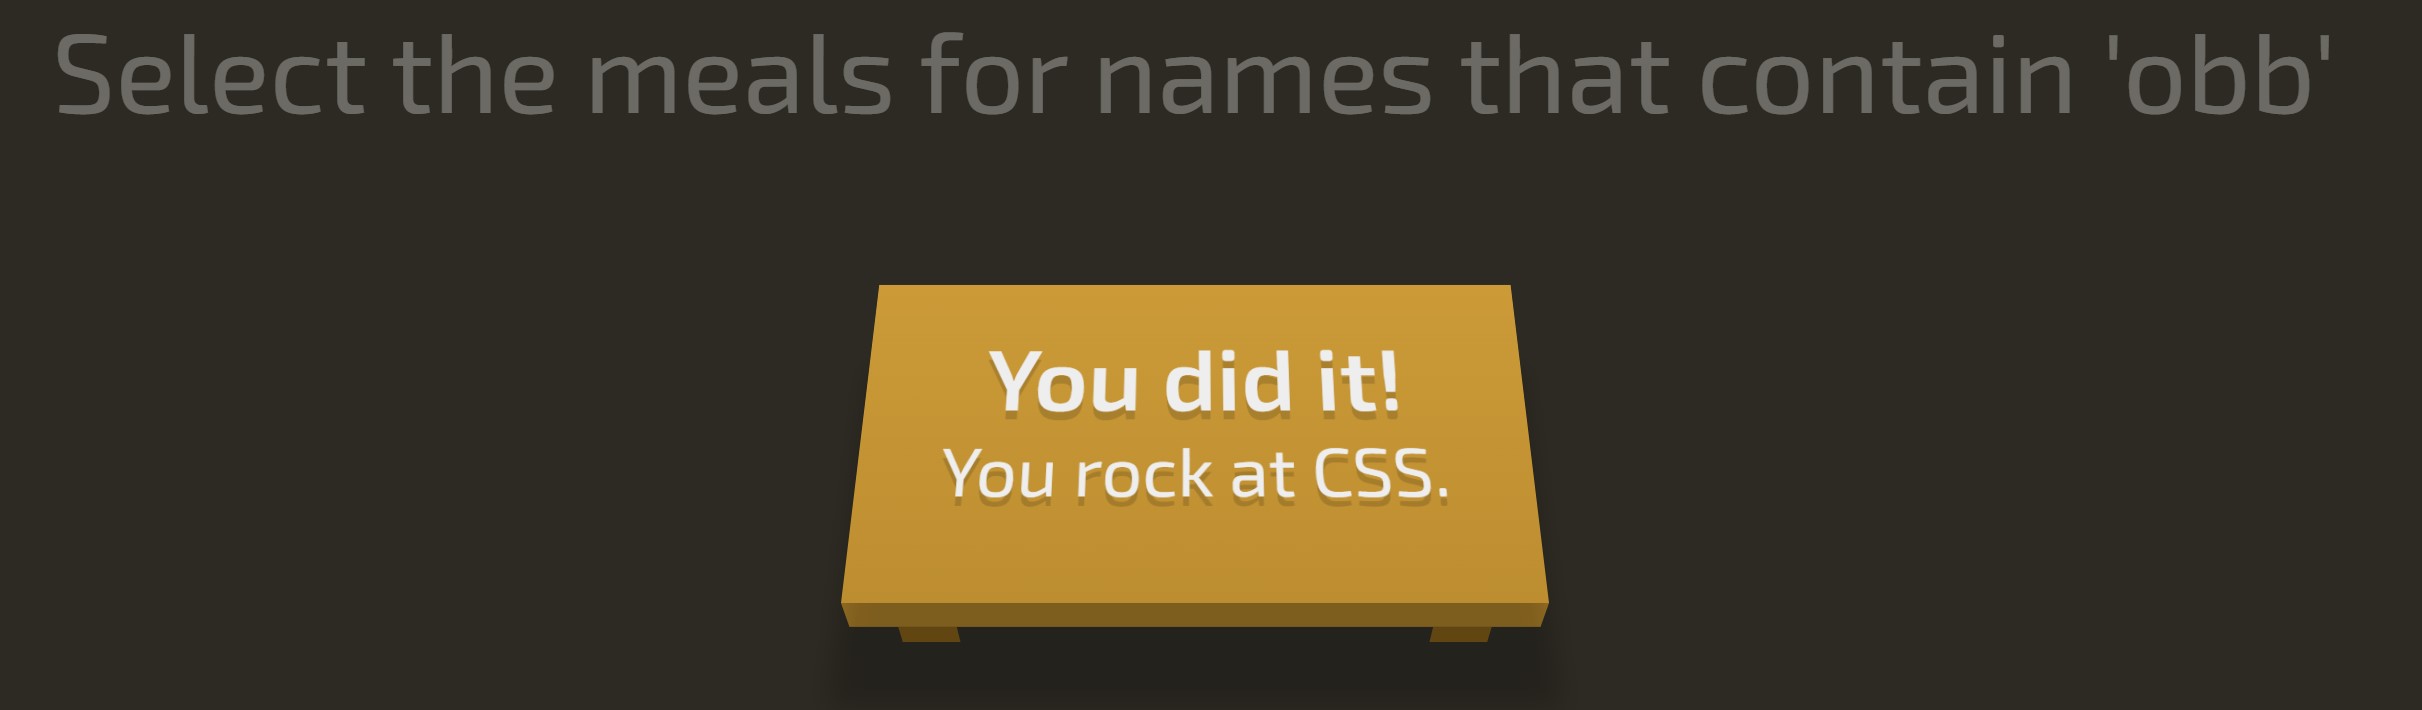 Select the meals for names that contain 'obb'
You did it!
You rock at CSS.